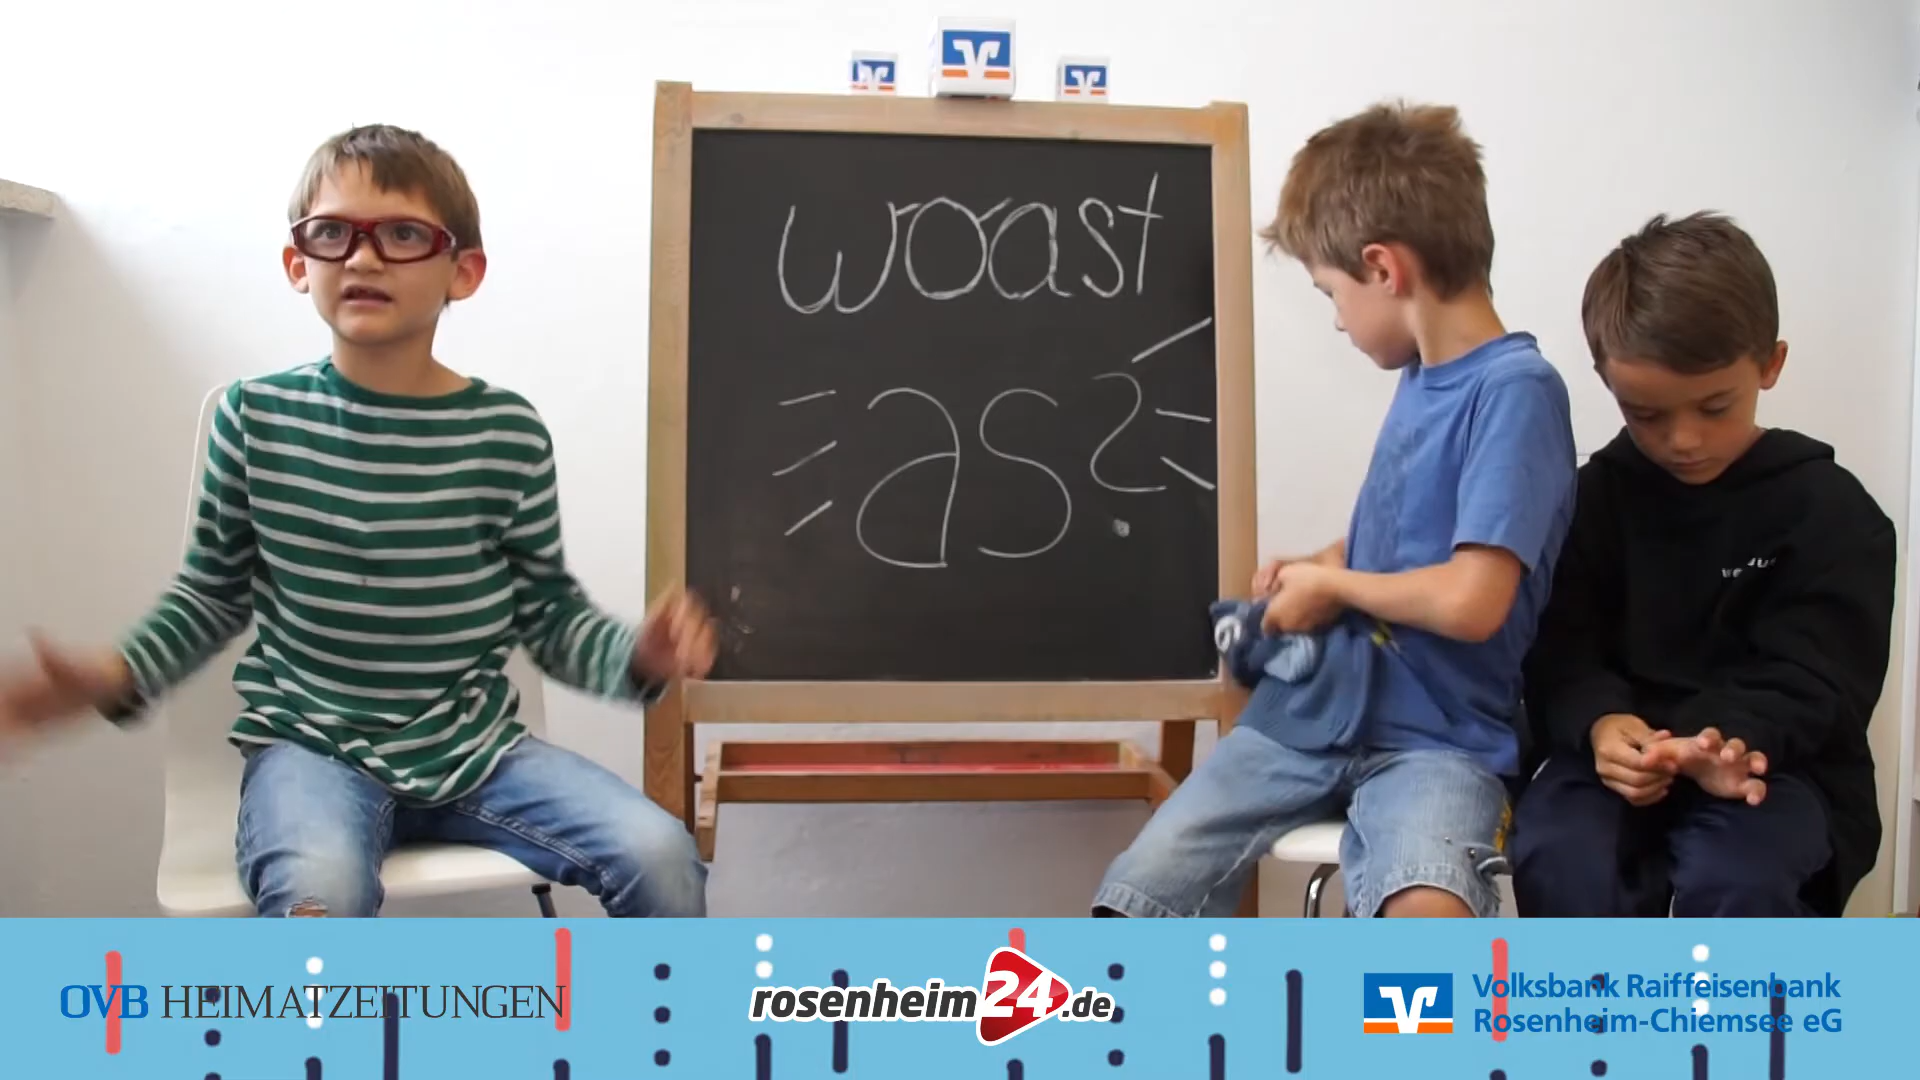 woast
as?
OVB HEIMATZEITUNGEN
rosenheim24.de
Volksbank Raiffeisenbank
Rosenheim-Chiemsee eG